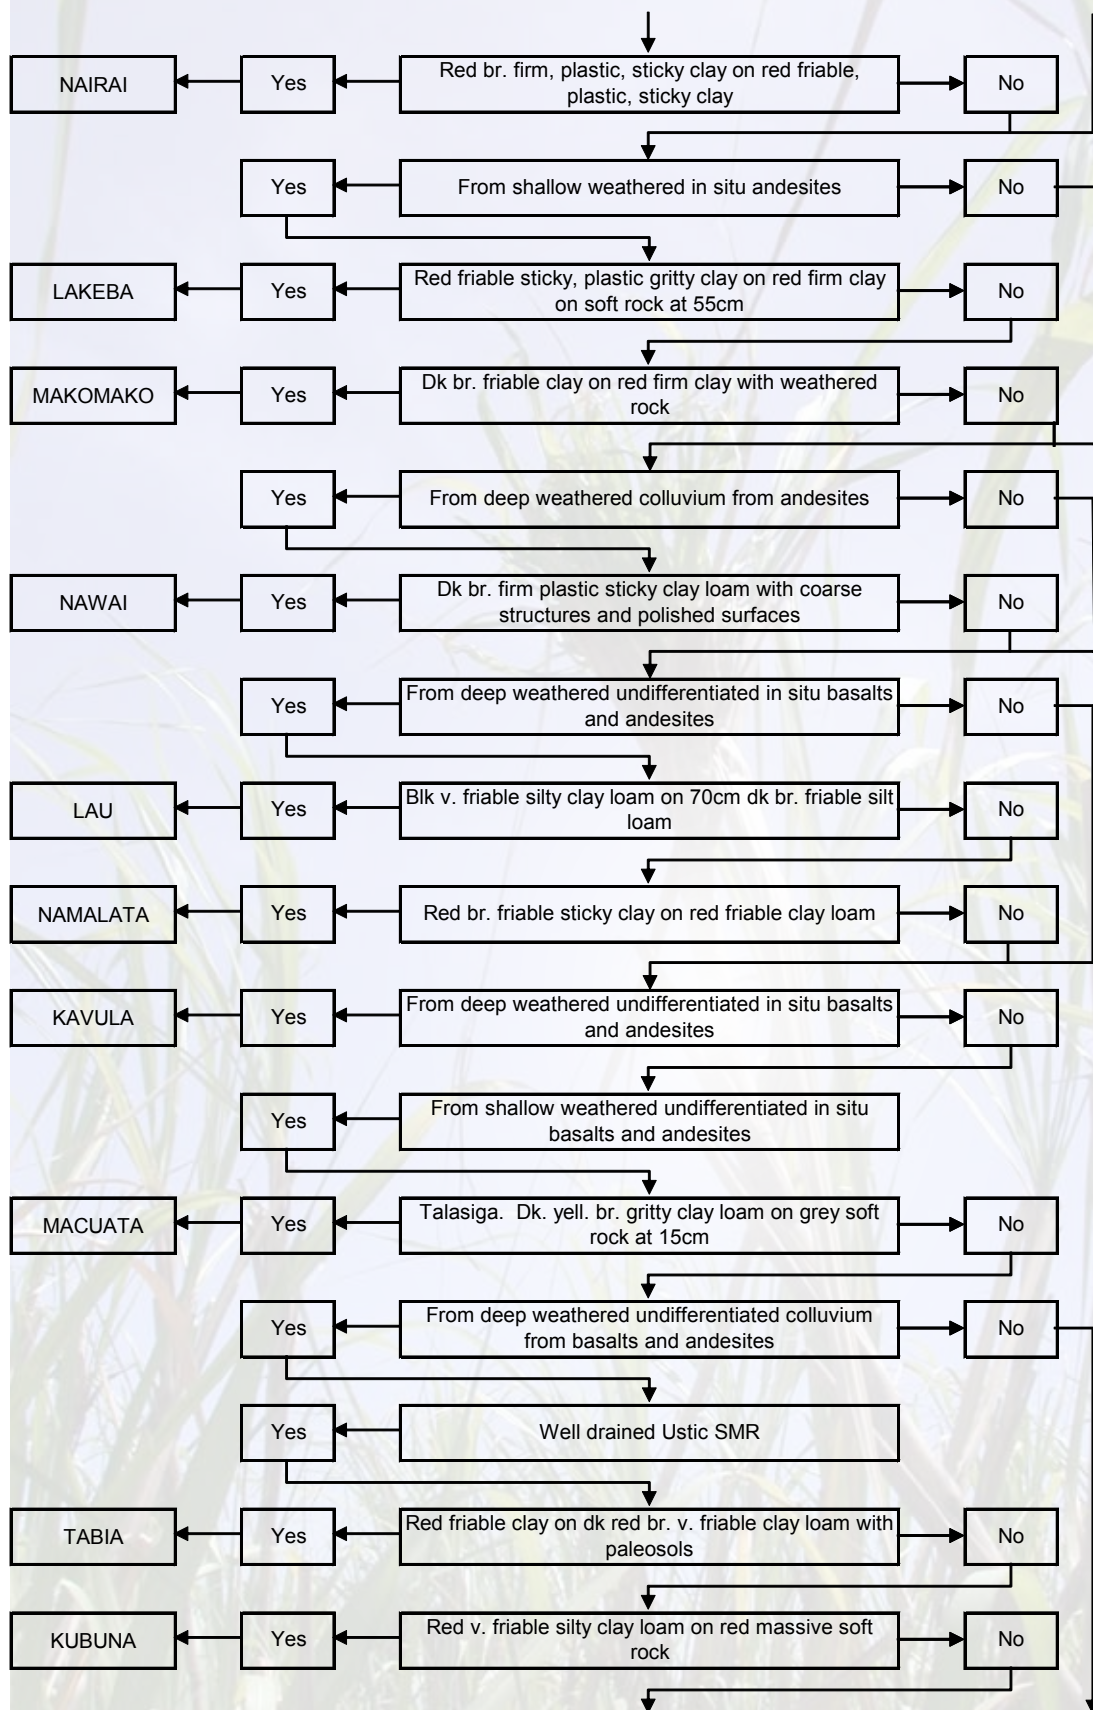 NAIRAI
Yes
Red br. firm, plastic, sticky clay on red friable,
plastic, sticky clay
No
Yes
From shallow weathered in situ andesites
No
LAKEBA
Yes
Red friable sticky, plastic gritty clay on red firm clay
on soft rock at 55cm
No
MAKOMAKO
Yes
Dk br. friable clay on red firm clay with weathered
rock
No
Yes
From deep weathered colluvium from andesites
No
NAWAI
Yes
Dk br. firm plastic sticky clay loam with coarse
structures and polished surfaces
No
Yes
From deep weathered undifferentiated in situ basalts
and andesites
No
LAU
Yes
Blk v. friable silty clay loam on 70cm dk br. friable silt
loam
No
NAMALATA
Yes
Red br. friable sticky clay on red friable clay loam
No
KAVULA
Yes
From deep weathered undifferentiated in situ basalts
and andesites
No
Yes
From shallow weathered undifferentiated in situ
basalts and andesites
MACUATA
Yes
Talasiga. Dk. yell. br. gritty clay loam on grey soft
rock at 15cm
No
Yes
From deep weathered undifferentiated colluvium
from basalts and andesites
No
Yes
Well drained Ustic SMR
TABIA
Yes
Red friable clay on dk red br. v. friable clay loam with
paleosols
No
KUBUNA
Yes
Red v. friable silty clay loam on red massive soft
rock
No